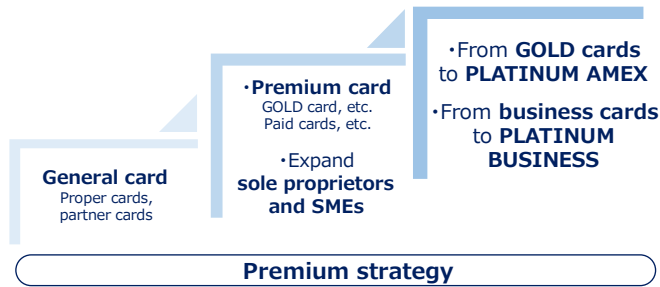 General card
Proper cards,
partner cards
・Premium card
GOLD card, etc.
Paid cards, etc.
・Expand
sole proprietors
and SMEs
・From GOLD cards
to PLATINUM AMEX
・From business cards
to PLATINUM
BUSINESS
Premium strategy